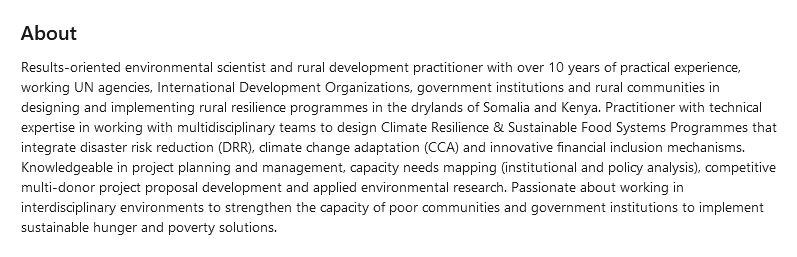 About
Results-oriented environmental scientist and rural development practitioner with over 10 years of practical experience,
working UN agencies, International Development Organizations, government institutions and rural communities in
designing and implementing rural resilience programmes in the drylands of Somalia and Kenya. Practitioner with technical
expertise in working with multidisciplinary teams to design Climate Resilience & Sustainable Food Systems Programmes that
integrate disaster risk reduction (DRR), climate change adaptation (CCA) and innovative financial inclusion mechanisms.
Knowledgeable in project planning and management, capacity needs mapping (institutional and policy analysis), competitive
multi-donor project proposal development and applied environmental research. Passionate about working in
interdisciplinary environments to strengthen the capacity of poor communities and government institutions to implement
sustainable hunger and poverty solutions.